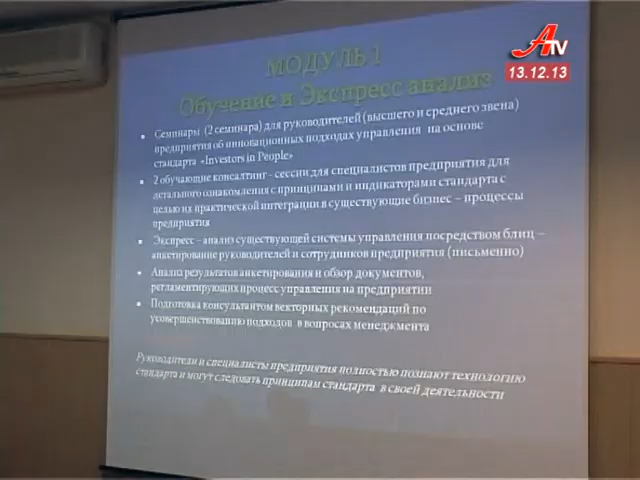 ATV
13.12.13
МОДУЛЬ 1
Обучение и Экспресс анализ
• Семинары (2 семинара) для руководителей (высшего и среднего звена)
предприятия об инновационных подходах управления на основе
стандарта «Investors in People»
• 2 обучающие консалтинг - сессии для специалистов предприятия для
детального ознакомления с принципами и индикаторами стандарта с
целью их практической интеграции в существующие бизнес – процессы
предприятия
• Экспресс – анализ существующей системы управления посредством блиц –
анкетирование руководителей и сотрудников предприятия (письменно)
• Анализ результатов анкетирования и обзор документов,
регламентирующих процесс управления на предприятии
• Подготовка консультантом векторных рекомендаций по
усовершенствованию подходов в вопросах менеджмента
Руководители и специалисты предприятия полностью познают технологию
стандарта и могут следовать принципам стандарта в своей деятельности